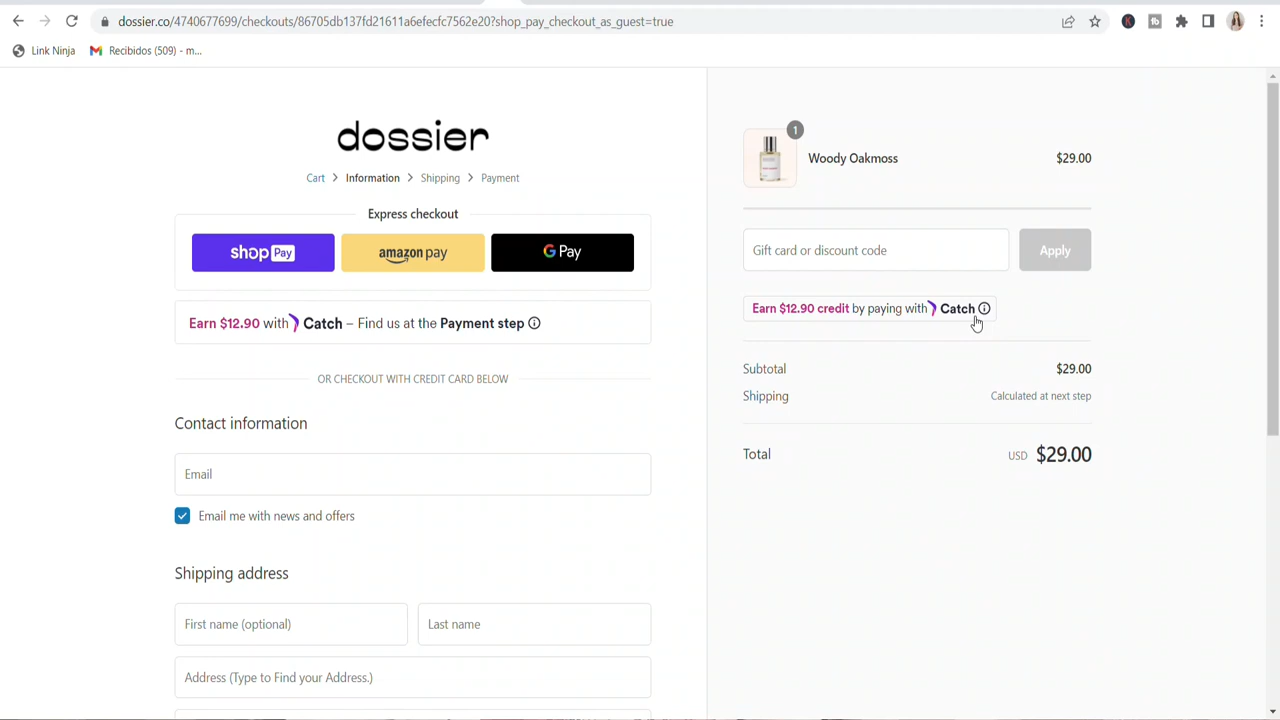 dossier.co/4740677699/checkouts/86705db137fd21611a6efecfc7562e20?shop_pay_checkout_as_guest=true
Link Ninja
Recibidos (509) - m...
dossier
Cart > Information > Shipping > Payment
Express checkout
shop Pay
amazon pay
G Pay
Earn $12.90 with Catch – Find us at the Payment step
OR CHECKOUT WITH CREDIT CARD BELOW
Contact information
Email
Email me with news and offers
Shipping address
First name (optional)
Last name
Address (Type to Find your Address.)
1
Woody Oakmoss
$29.00
Gift card or discount code
Apply
Earn $12.90 credit by paying with Catch
Subtotal
$29.00
Shipping
Calculated at next step
Total
USD $29.00